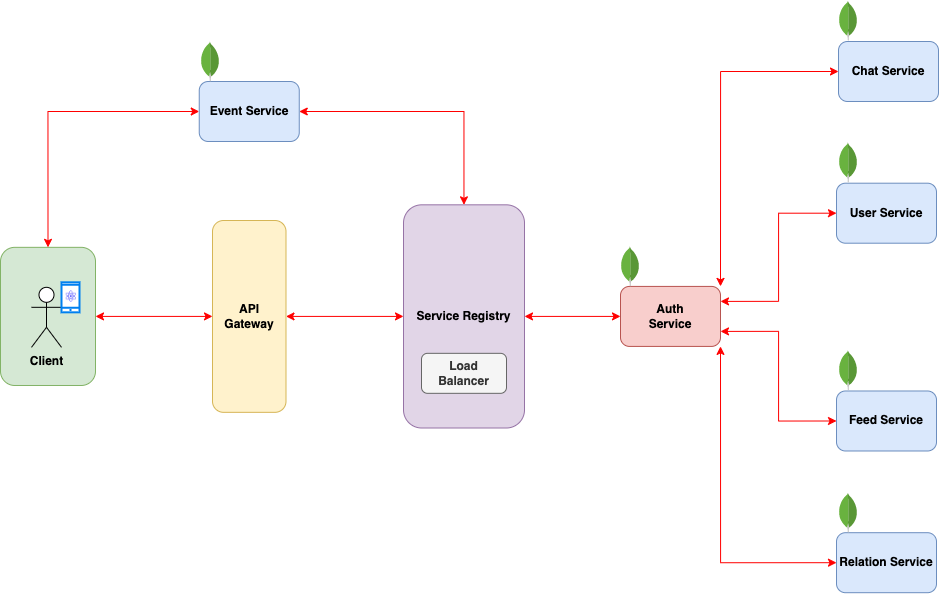 Chat Service
Event Service
User Service
API
Gateway
Service Registry
Auth
Service
Client
Load
Balancer
Feed Service
Relation Service